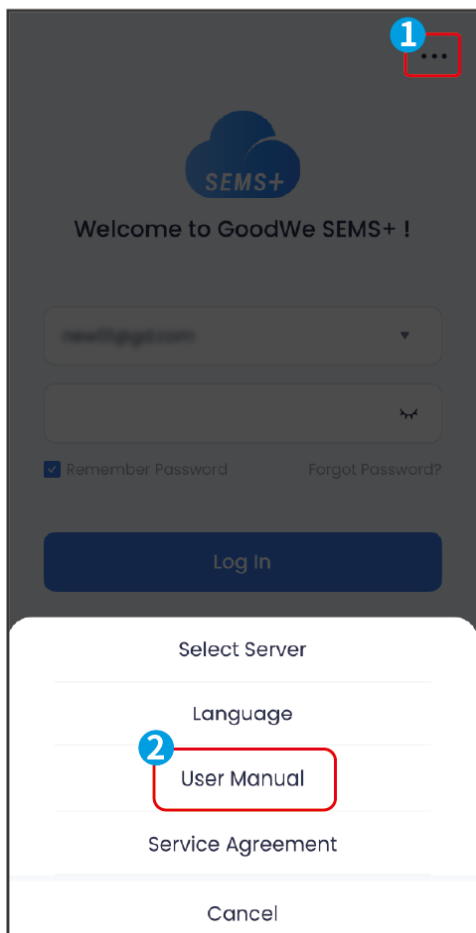 1
...
SEMS+
Welcome to GoodWe SEMS+ !
Remember Password Forgot Password?
Log In
Select Server
Language
2
User Manual
Service Agreement
Cancel